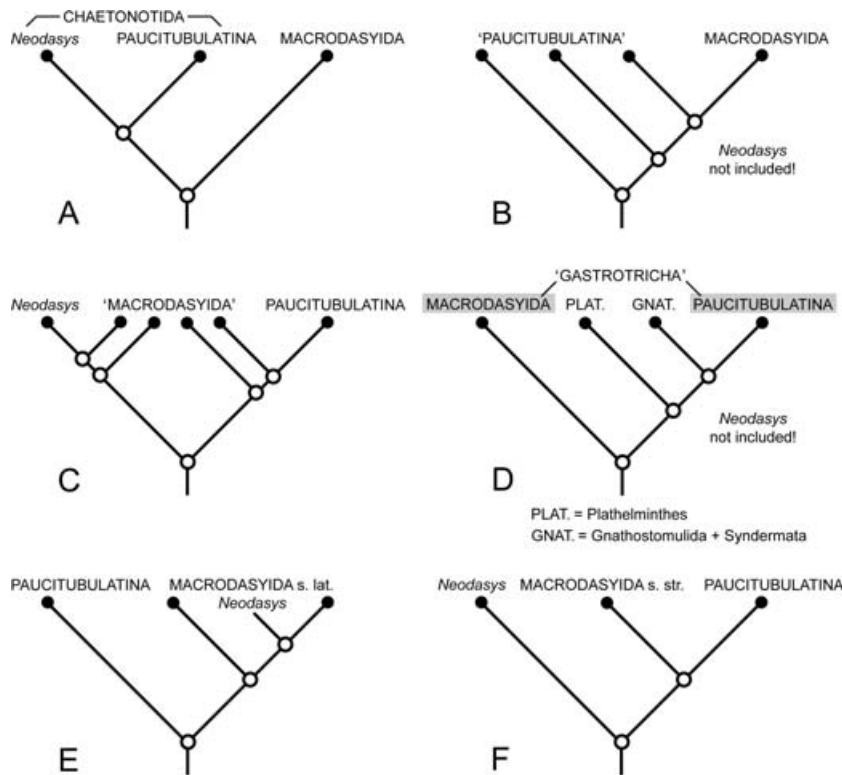 CHAETONOTIDA
Neodasys PAUCITUBULATINA MACRODASYIDA
A
'PAUCITUBULATINA' MACRODASYIDA
Neodasys
not included!
B
Neodasys 'MACRODASYIDA' PAUCITUBULATINA
C
'GASTROTRICHA'
MACRODASYIDA PLAT. GNAT. PAUCITUBULATINA
Neodasys
not included!
D
PLAT. = Plathelminthes
GNAT. = Gnathostomulida + Syndermata
PAUCITUBULATINA MACRODASYIDA s. lat.
Neodasys
E
Neodasys MACRODASYIDA s. str. PAUCITUBULATINA
F